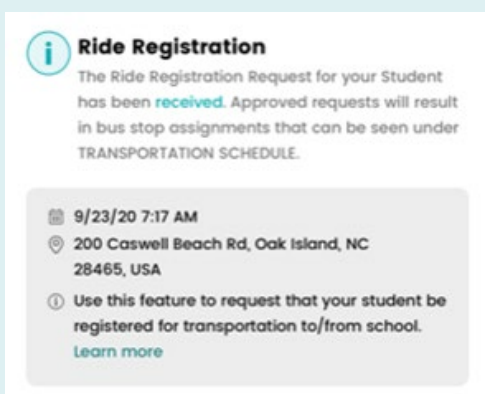 Ride Registration
The Ride Registration Request for your Student
has been received. Approved requests will result
in bus stop assignments that can be seen under
TRANSPORTATION SCHEDULE.
9/23/20 7:17 AM
200 Caswell Beach Rd, Oak Island, NC
28465, USA
Use this feature to request that your student be
registered for transportation to/from school.
Learn more